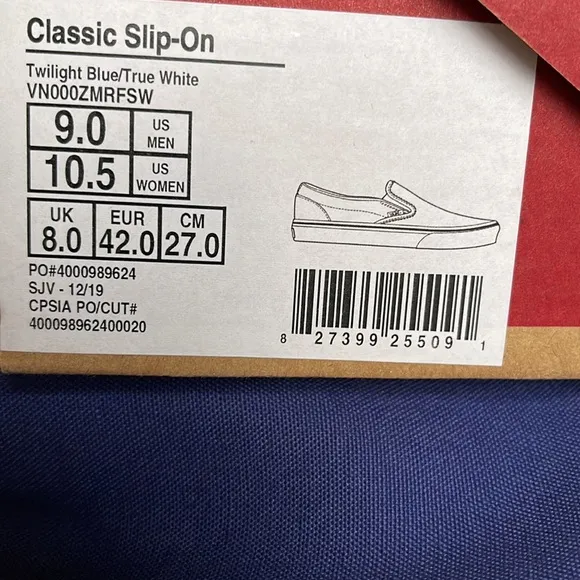 Classic Slip-On
Twilight Blue/True White
VN000ZMRFSW
9.0 US MEN
10.5 US WOMEN
UK EUR CM
8.0 42.0 27.0
PO#4000989624
SJV - 12/19
CPSIA PO/CUT#
400098962400020
8 27399 25509 1